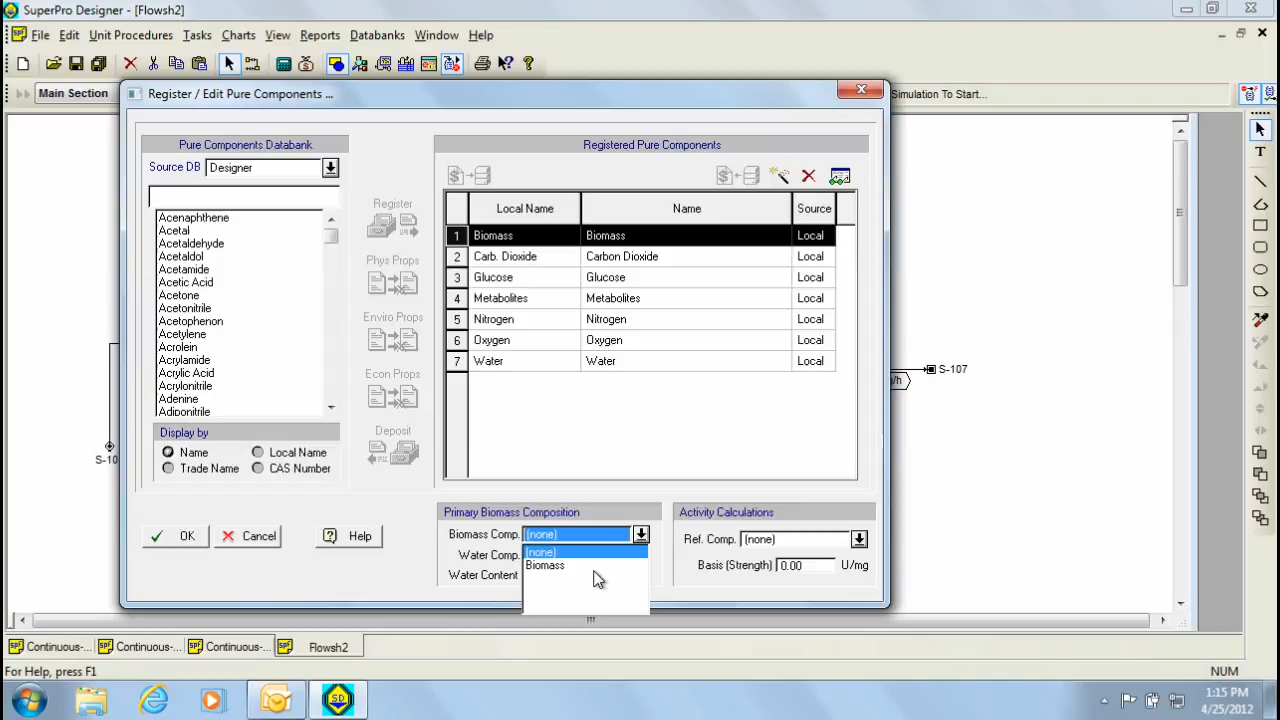 SuperPro Designer - [Flowsh2]
File Edit Unit Procedures Tasks Charts View Reports Databanks Window Help
Main Section
Register / Edit Pure Components ...
Simulation To Start...
Pure Components Databank
Source DB Designer
Acenaphthene
Acetal
Acetaldehyde
Acetaldol
Acetamide
Acetic Acid
Acetone
Acetonitrile
Acetophenon
Acetylene
Acrolein
Acrylamide
Acrylic Acid
Acrylonitrile
Adenine
Adiponitrile
Display by
Name Local Name
Trade Name CAS Number
OK Cancel Help
Register
Phys Props
Enviro Props
Econ Props
Deposit
Registered Pure Components
Local Name Name Source
1 Biomass Biomass Local
2 Carb. Dioxide Carbon Dioxide Local
3 Glucose Glucose Local
4 Metabolites Metabolites Local
5 Nitrogen Nitrogen Local
6 Oxygen Oxygen Local
7 Water Water Local
Primary Biomass Composition
Biomass Comp. (none)
(none)
Biomass
Water Comp.
Water Content
Activity Calculations
Ref. Comp. (none)
Basis (Strength) 0.00 U/mg
S-10
g/h
S-107
Continuous-... Continuous-... Continuous-... Flowsh2
For Help, press F1
NUM
1:15 PM
4/25/2012